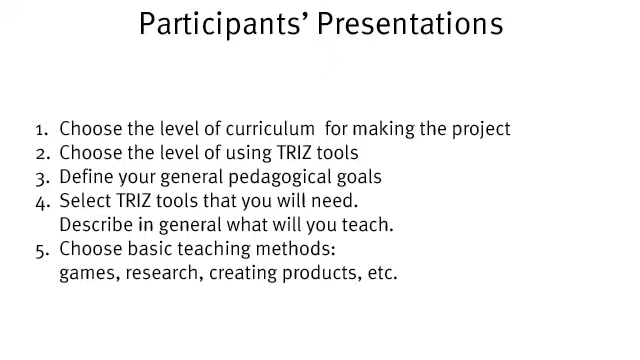 Participants' Presentations
1. Choose the level of curriculum for making the project
2. Choose the level of using TRIZ tools
3. Define your general pedagogical goals
4. Select TRIZ tools that you will need.
Describe in general what will you teach.
5. Choose basic teaching methods:
games, research, creating products, etc.